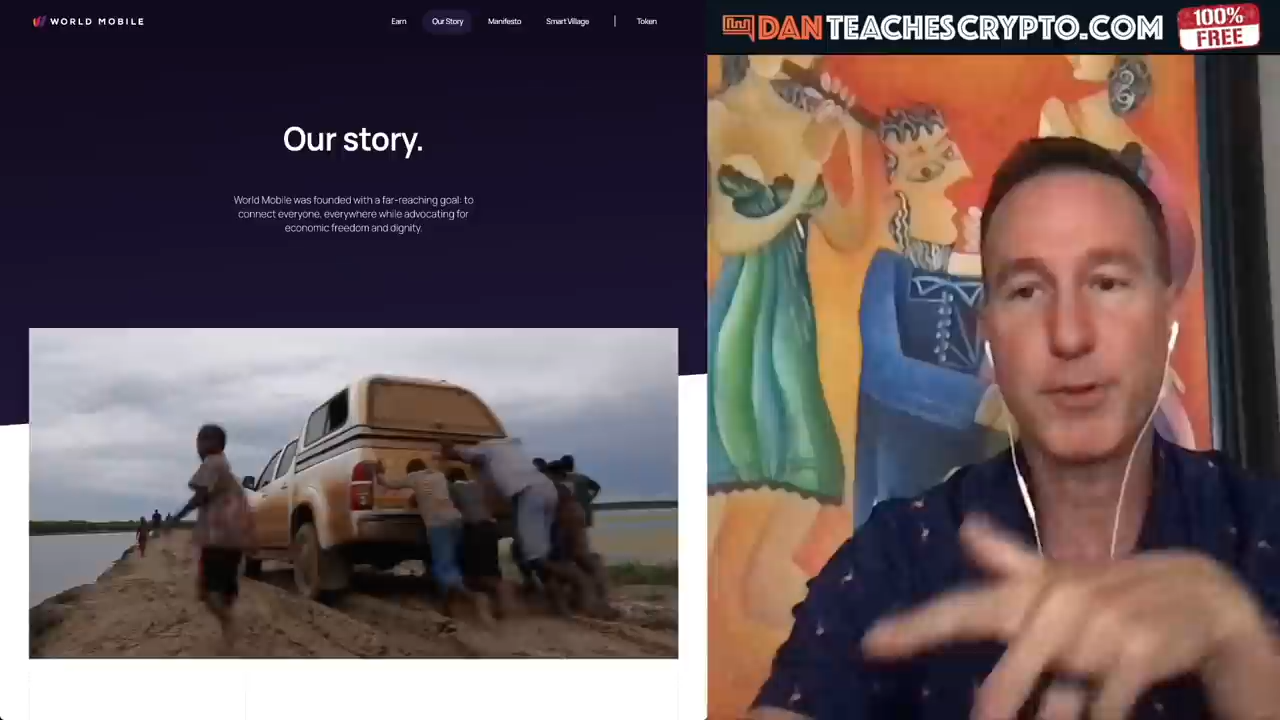 WORLD MOBILE
Earn Our Story Manifesto Smart Village | Token
Our story.
World Mobile was founded with a far-reaching goal: to
connect everyone, everywhere while advocating for
economic freedom and dignity.
DANTEACHESCRYPTO.COM
100%
FREE